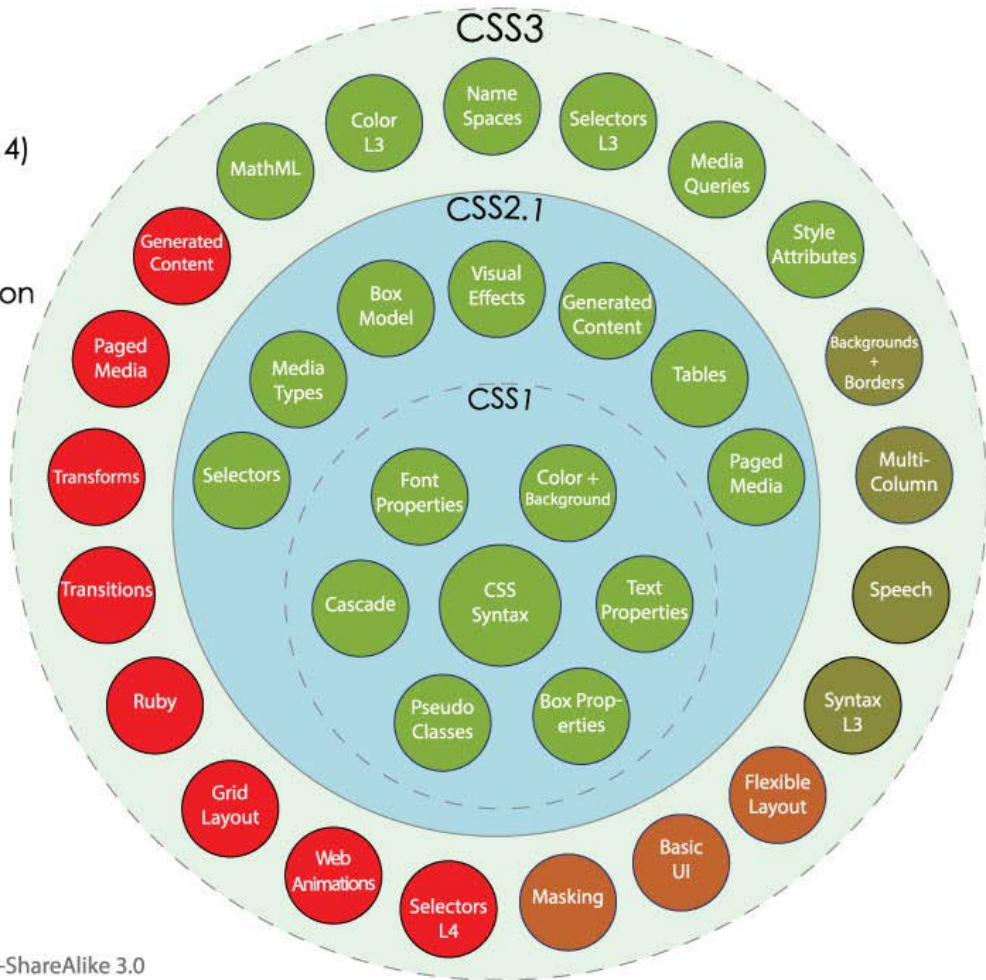 CSS3
Name
Spaces
Color
L3
Selectors
L3
4)
MathML
Media
Queries
CSS2.1
Generated
Content
Style
Attributes
Visual
Effects
Box
Model
Generated
Content
on
Paged
Media
Backgrounds
+
Borders
Media
Types
Tables
CSS1
Transforms
Selectors
Font
Properties
Color +
Background
Paged
Media
Multi-
Column
Transitions
Cascade
CSS
Syntax
Text
Properties
Speech
Ruby
Pseudo
Classes
Box Prop-
erties
Syntax
L3
Grid
Layout
Flexible
Layout
Web
Animations
Basic
UI
Selectors
L4
Masking
-ShareAlike 3.0